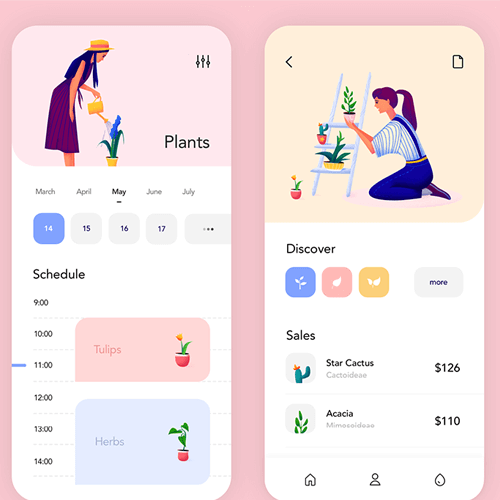 Plants
March April May June July
14 15 16 17
Schedule
9:00
10:00
Tulips
11:00
12:00
13:00
Herbs
14:00
Discover
more
Sales
Star Cactus
Cactoideae
$126
Acacia
Mimosoideae
$110